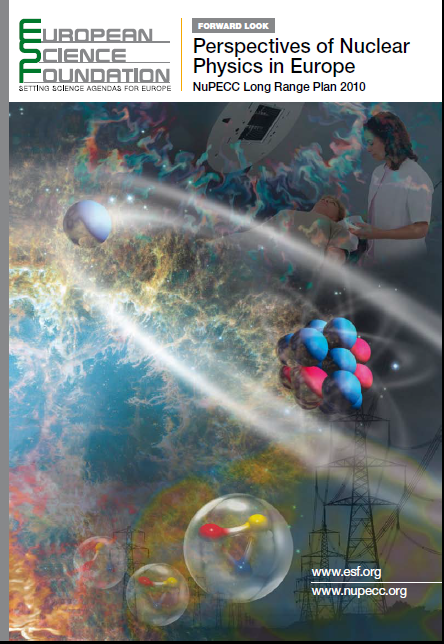 EUROPEAN
SCIENCE
FOUNDATION
SETTING SCIENCE AGENDAS FOR EUROPE
FORWARD LOOK
Perspectives of Nuclear
Physics in Europe
NuPECC Long Range Plan 2010
www.esf.org
www.nupecc.org